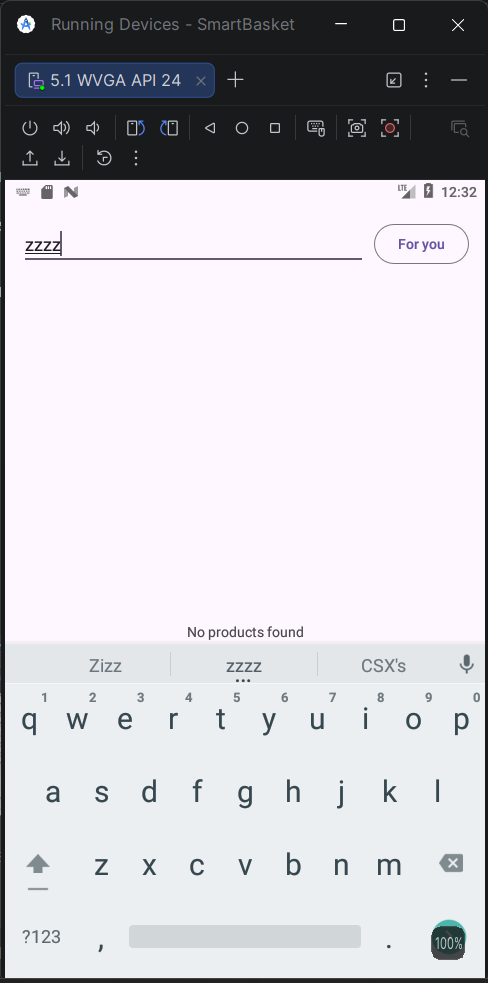 Running Devices - SmartBasket
5.1 WVGA API 24
LTE 12:32
zzzz For you
No products found
Zizz zzzz CSX's
1 2 3 4 5 6 7 8 9 0
q w e r t y u i o p
a s d f g h j k l
z x c v b n m
?123 , . 100%